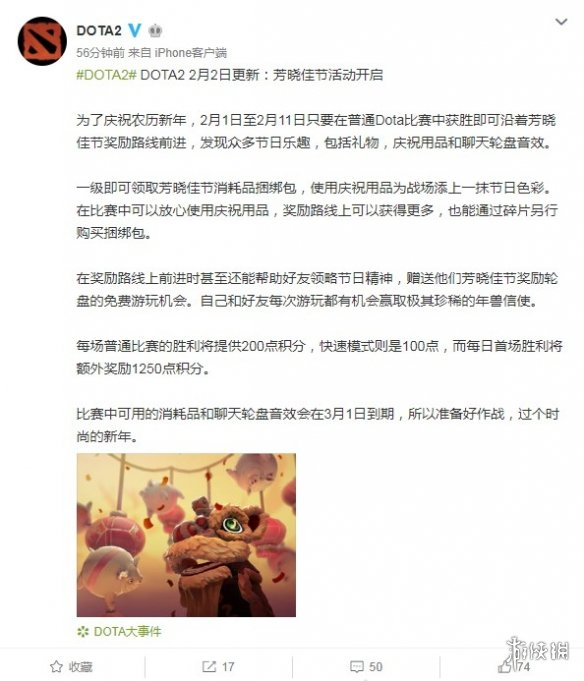 DOTA2
56分钟前 来自 iPhone客户端
#DOTA2# DOTA2 2月2日更新：芳晓佳节活动开启
为了庆祝农历新年，2月1日至2月11日只要在普通Dota比赛中获胜即可沿着芳晓
佳节奖励路线前进，发现众多节日乐趣，包括礼物，庆祝用品和聊天轮盘音效。
一级即可领取芳晓佳节消耗品捆绑包，使用庆祝用品为战场添上一抹节日色彩。
在比赛中可以放心使用庆祝用品，奖励路线上可以获得更多，也能通过碎片另行
购买捆绑包。
在奖励路线上前进时甚至还能帮助好友领略节日精神，赠送他们芳晓佳节奖励轮
盘的免费游玩机会。自己和好友每次游玩都有机会赢取极其珍稀的年兽信使。
每场普通比赛的胜利将提供200点积分，快速模式则是100点，而每日首场胜利将
额外奖励1250点积分。
比赛中可用的消耗品和聊天轮盘音效会在3月1日到期，所以准备好作战，过个时
尚的新年。
DOTA大事件
收藏 17 50 74
游侠网